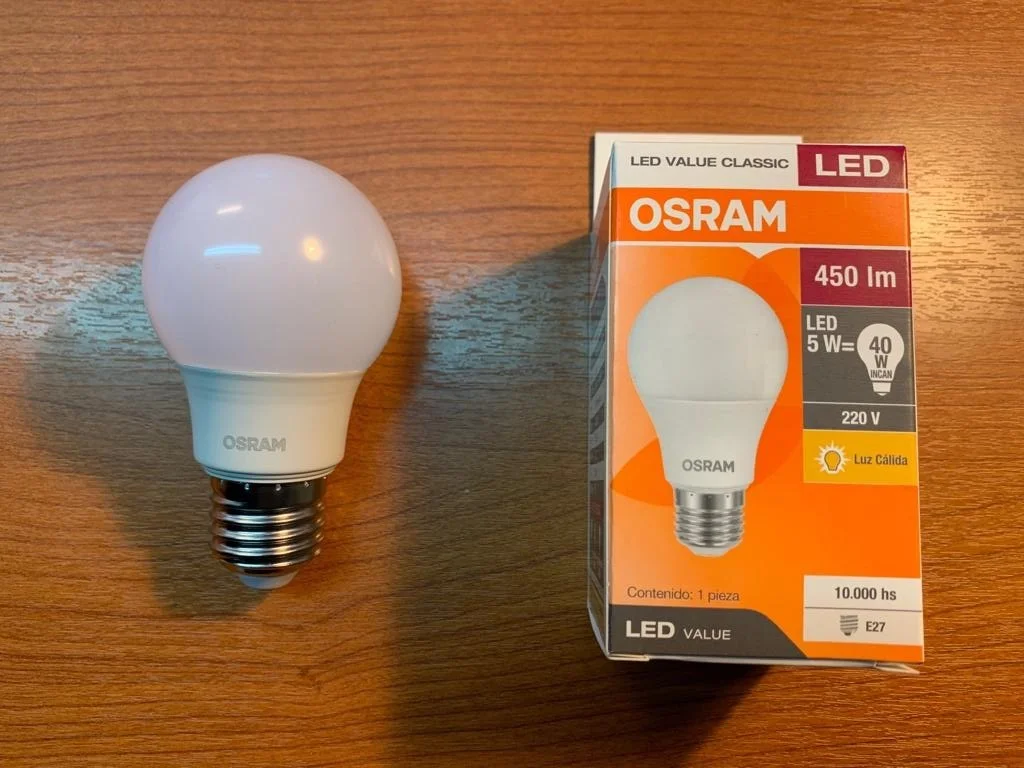 OSRAM
LED VALUE CLASSIC
LED
OSRAM
450 lm
LED
5 W=
40
W
INCAN
220 V
Luz Cálida
OSRAM
Contenido: 1 pieza
10.000 hs
E27
LED VALUE